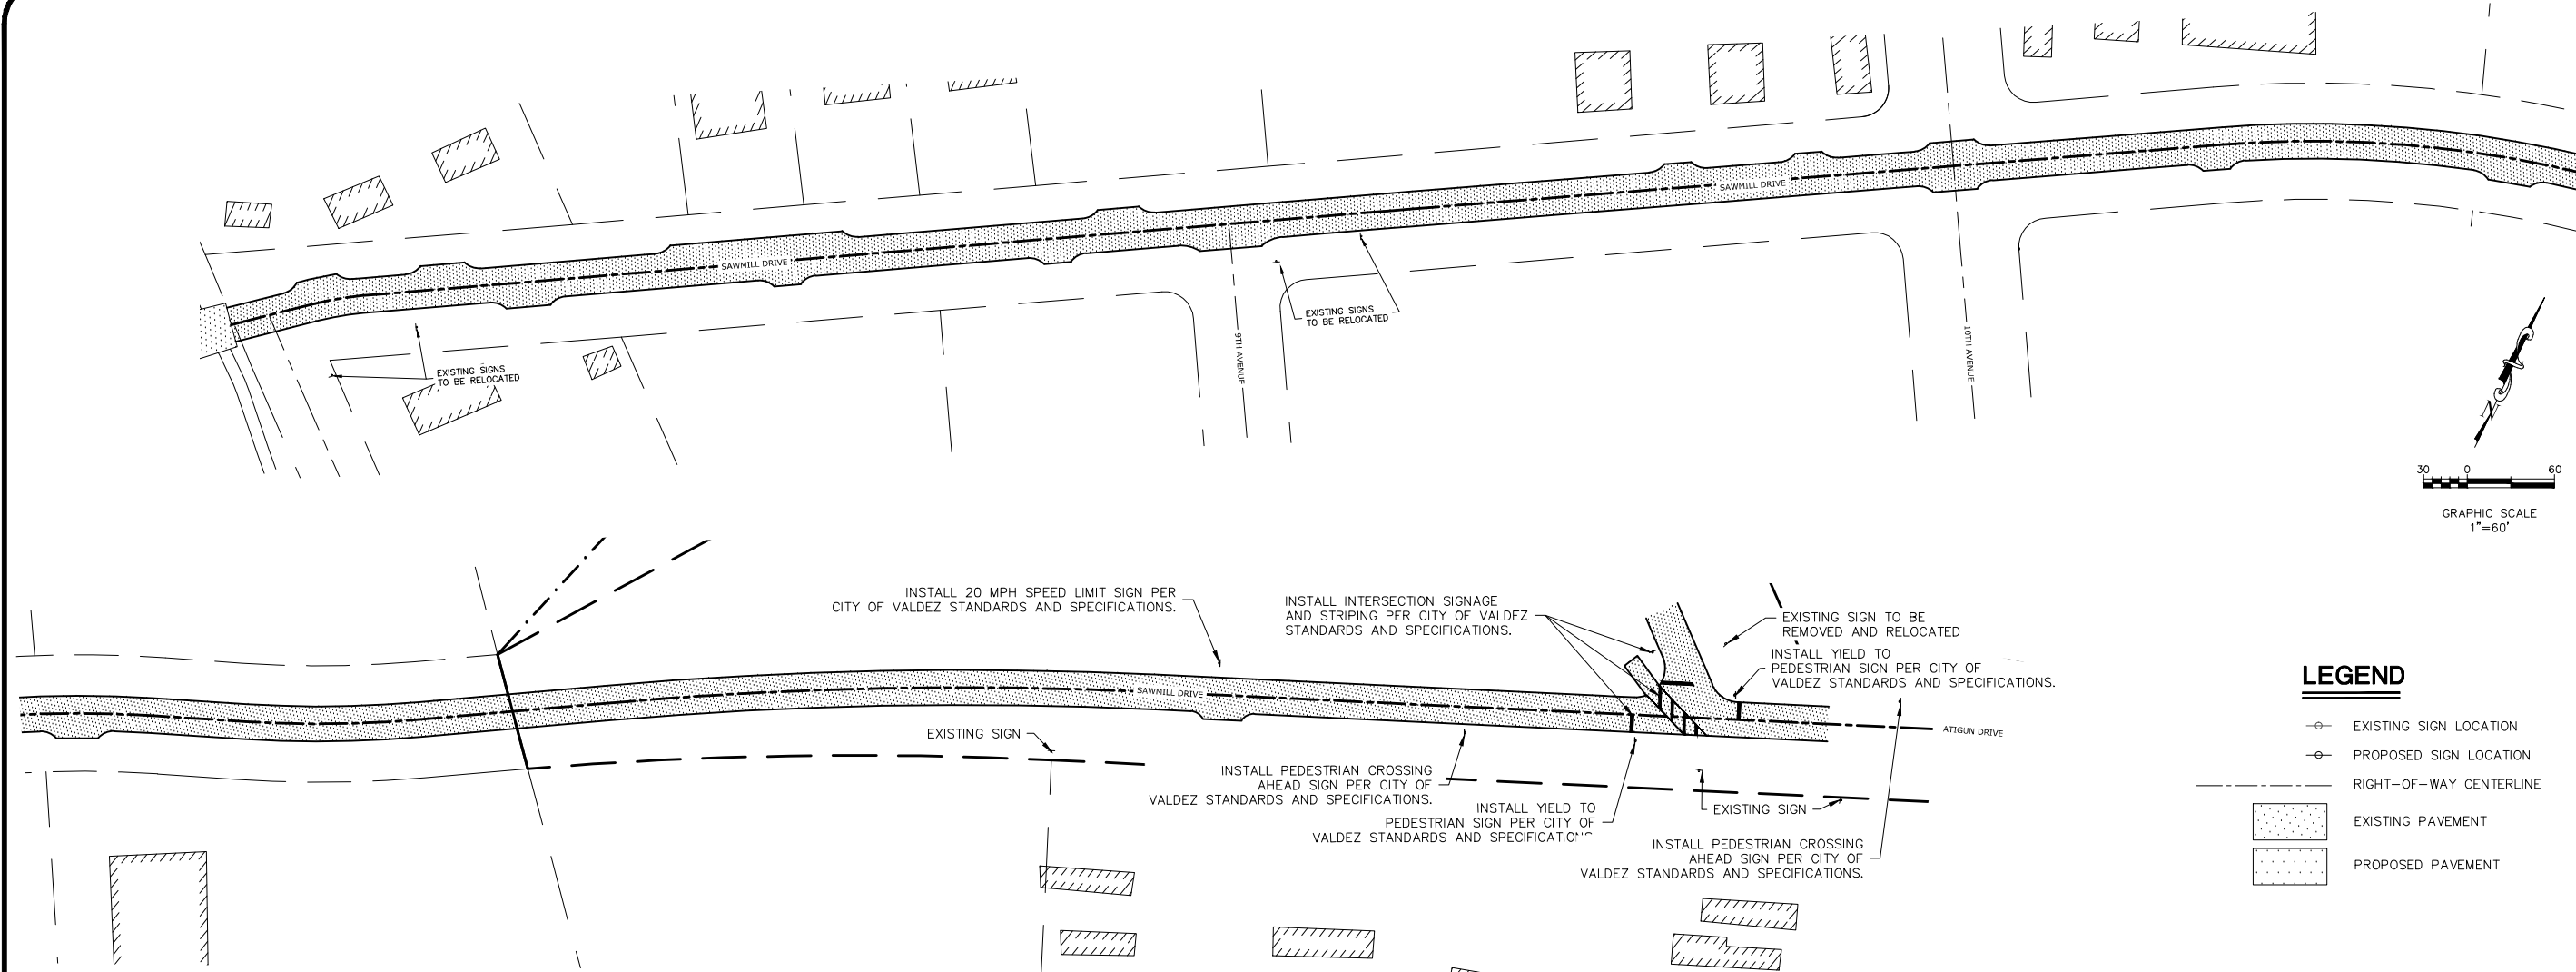 SAWMILL DRIVE
SAWMILL DRIVE
EXISTING SIGNS
TO BE RELOCATED
EXISTING SIGNS
TO BE RELOCATED
9TH AVENUE
10TH AVENUE
N
30 0 60
GRAPHIC SCALE
1"=60'
INSTALL 20 MPH SPEED LIMIT SIGN PER
CITY OF VALDEZ STANDARDS AND SPECIFICATIONS.
INSTALL INTERSECTION SIGNAGE
AND STRIPING PER CITY OF VALDEZ
STANDARDS AND SPECIFICATIONS.
EXISTING SIGN TO BE
REMOVED AND RELOCATED
INSTALL YIELD TO
PEDESTRIAN SIGN PER CITY OF
VALDEZ STANDARDS AND SPECIFICATIONS.
SAWMILL DRIVE
ATIGUN DRIVE
EXISTING SIGN
INSTALL PEDESTRIAN CROSSING
AHEAD SIGN PER CITY OF
VALDEZ STANDARDS AND SPECIFICATIONS.
INSTALL YIELD TO
PEDESTRIAN SIGN PER CITY OF
VALDEZ STANDARDS AND
EXISTING SIGN
INSTALL PEDESTRIAN CROSSING
AHEAD SIGN PER CITY OF
VALDEZ STANDARDS AND SPECIFICATIONS.
LEGEND
EXISTING SIGN LOCATION
PROPOSED SIGN LOCATION
RIGHT-OF-WAY CENTERLINE
EXISTING PAVEMENT
PROPOSED PAVEMENT